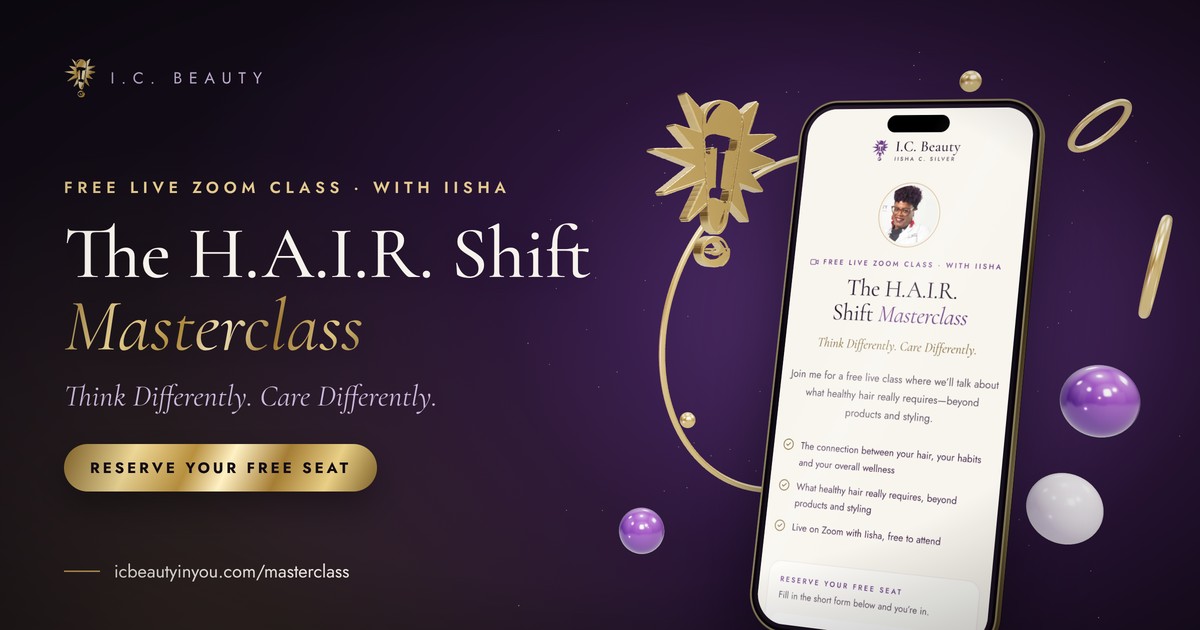 I.C. BEAUTY
FREE LIVE ZOOM CLASS · WITH IISHA
The H.A.I.R. Shift
Masterclass
Think Differently. Care Differently.
RESERVE YOUR FREE SEAT
icbeautyinyou.com/masterclass
I.C. Beauty
IISHA C. SILVER
FREE LIVE ZOOM CLASS · WITH IISHA
The H.A.I.R.
Shift Masterclass
Think Differently. Care Differently.
Join me for a free live class where we'll talk about
what healthy hair really requires—beyond
products and styling.
The connection between your hair, your habits
and your overall wellness
What healthy hair really requires, beyond
products and styling
Live on Zoom with Iisha, free to attend
RESERVE YOUR FREE SEAT
Fill in the short form below and you're in.